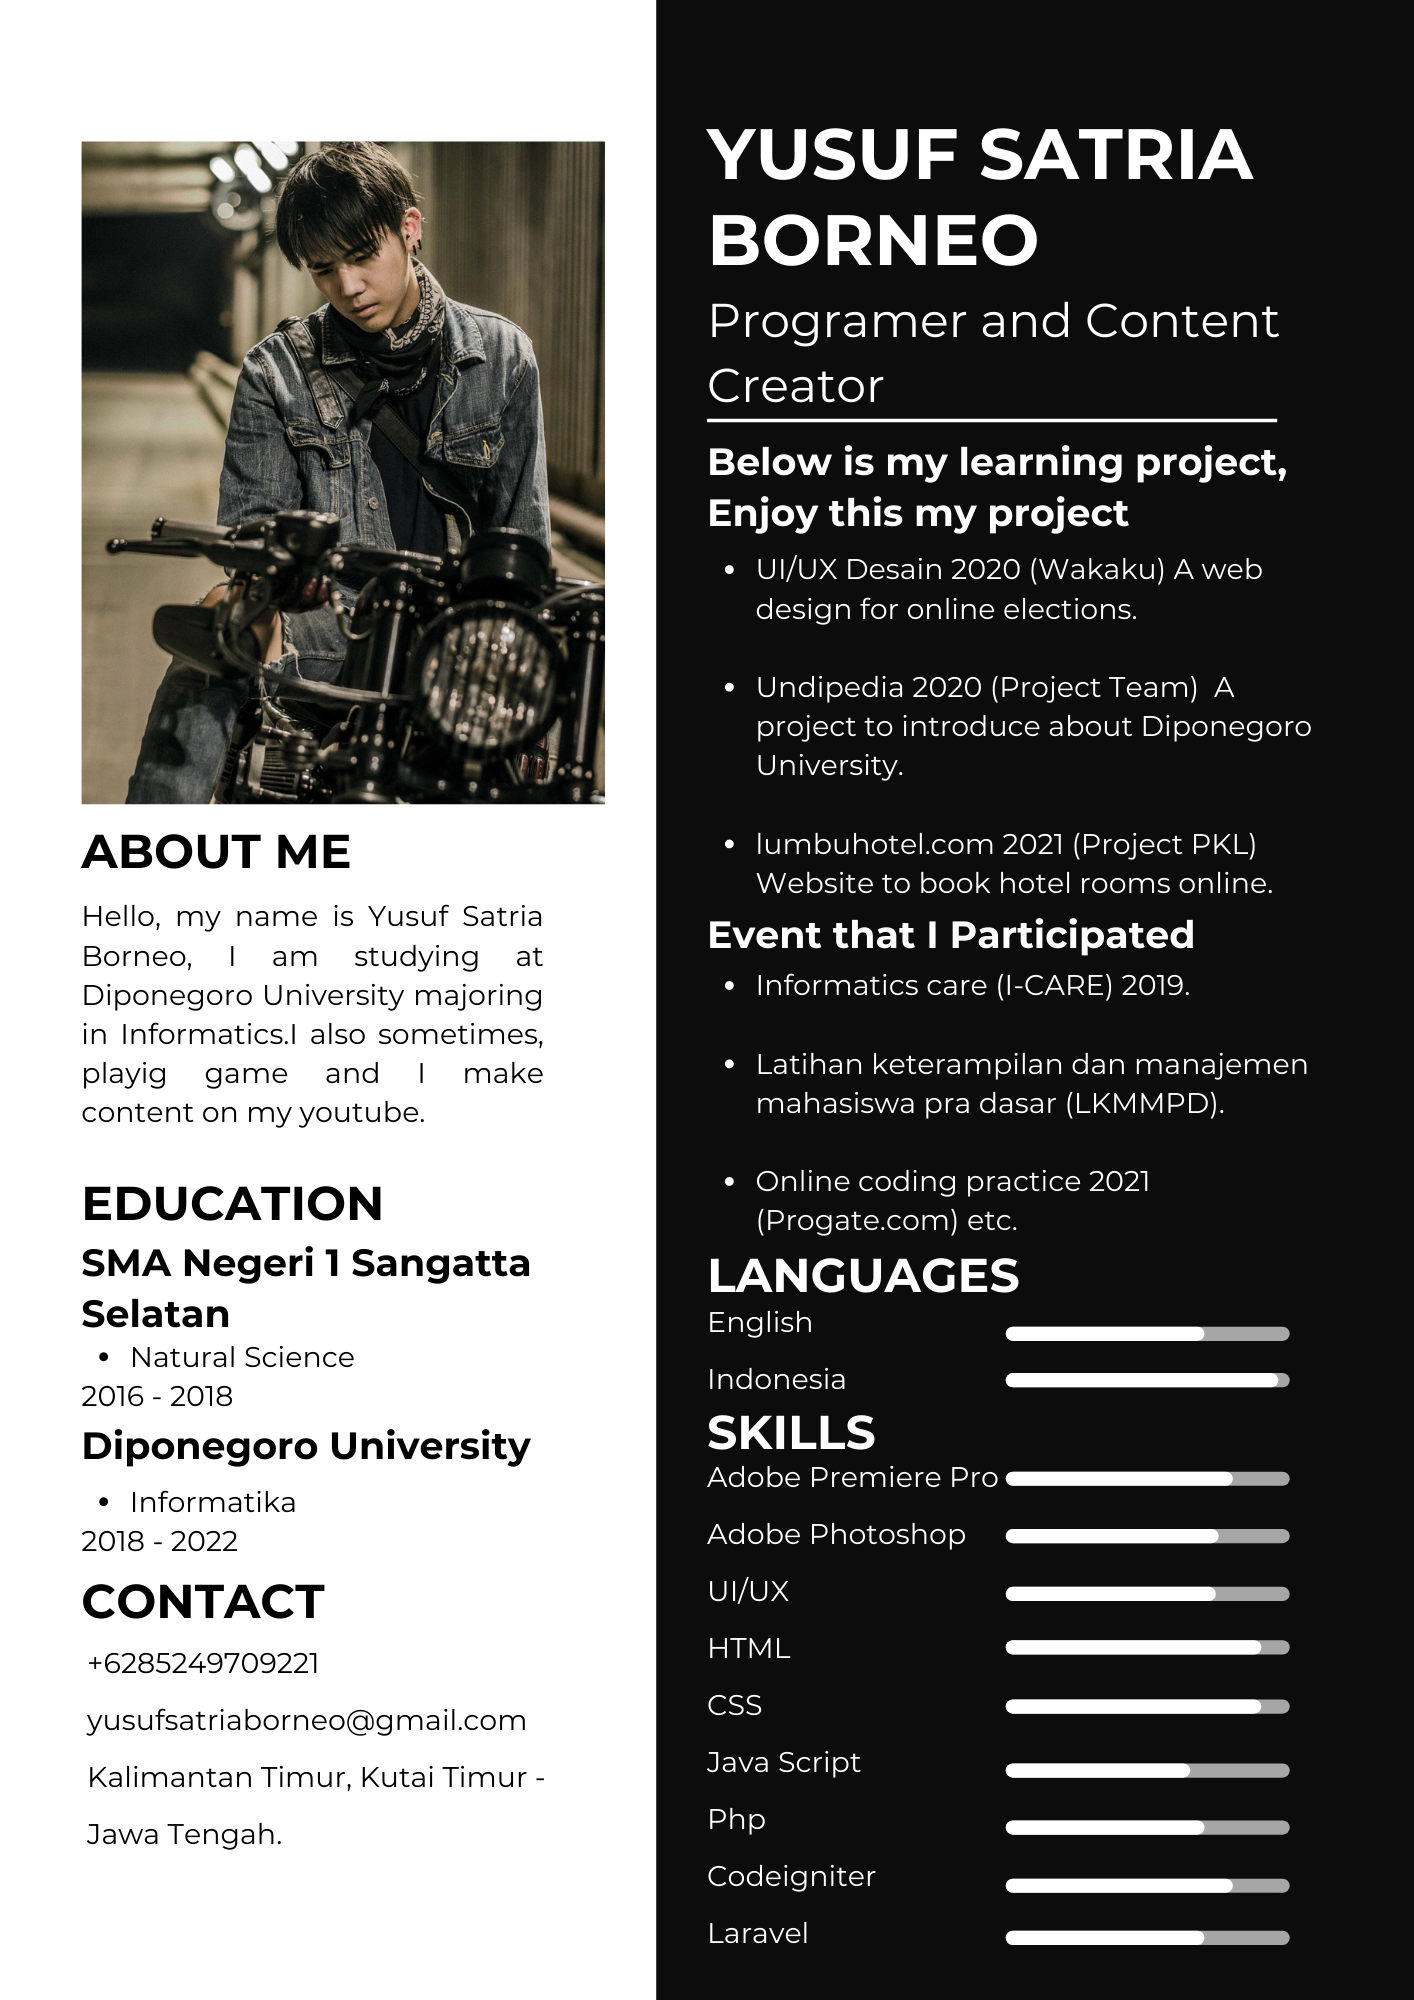 ABOUT ME
Hello, my name is Yusuf Satria
Borneo, I am studying at
Diponegoro University majoring
in Informatics.I also sometimes,
playig game and I make
content on my youtube.
EDUCATION
SMA Negeri 1 Sangatta
Selatan
• Natural Science
2016 - 2018
Diponegoro University
• Informatika
2018 - 2022
CONTACT
+6285249709221
yusufsatriaborneo@gmail.com
Kalimantan Timur, Kutai Timur -
Jawa Tengah.
YUSUF SATRIA
BORNEO
Programer and Content
Creator
Below is my learning project,
Enjoy this my project
• UI/UX Desain 2020 (Wakaku) A web
design for online elections.
• Undipedia 2020 (Project Team)  A
project to introduce about Diponegoro
University.
• lumbuhotel.com 2021 (Project PKL)
Website to book hotel rooms online.
Event that I Participated
• Informatics care (I-CARE) 2019.
• Latihan keterampilan dan manajemen
mahasiswa pra dasar (LKMMPD).
• Online coding practice 2021
(Progate.com) etc.
LANGUAGES
English
Indonesia
SKILLS
Adobe Premiere Pro
Adobe Photoshop
UI/UX
HTML
CSS
Java Script
Php
Codeigniter
Laravel